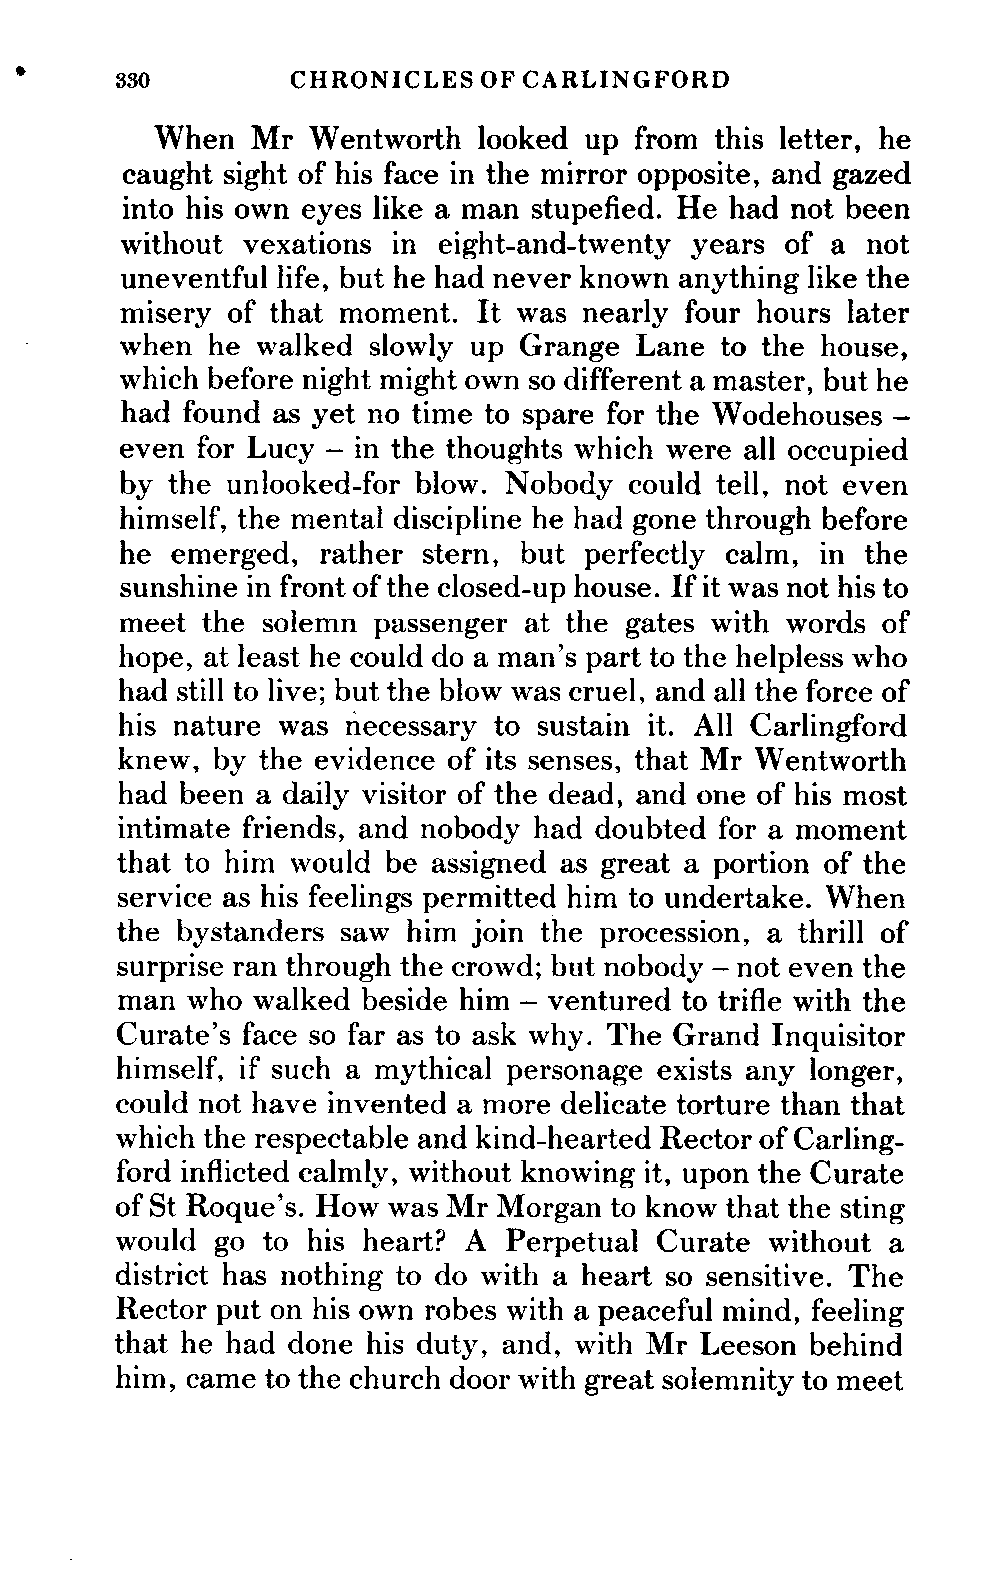 330 CHRONICLES OF CARLINGFORD
When Mr Wentworth looked up from this letter, he
caught sight of his face in the mirror opposite, and gazed
into his own eyes like a man stupefied. He had not been
without vexations in eight-and-twenty years of a not
uneventful life, but he had never known anything like the
misery of that moment. It was nearly four hours later
when he walked slowly up Grange Lane to the house,
which before night might own so different a master, but he
had found as yet no time to spare for the Wodehouses –
even for Lucy – in the thoughts which were all occupied
by the unlooked-for blow. Nobody could tell, not even
himself, the mental discipline he had gone through before
he emerged, rather stern, but perfectly calm, in the
sunshine in front of the closed-up house. If it was not his to
meet the solemn passenger at the gates with words of
hope, at least he could do a man's part to the helpless who
had still to live; but the blow was cruel, and all the force of
his nature was necessary to sustain it. All Carlingford
knew, by the evidence of its senses, that Mr Wentworth
had been a daily visitor of the dead, and one of his most
intimate friends, and nobody had doubted for a moment
that to him would be assigned as great a portion of the
service as his feelings permitted him to undertake. When
the bystanders saw him join the procession, a thrill of
surprise ran through the crowd; but nobody – not even the
man who walked beside him – ventured to trifle with the
Curate's face so far as to ask why. The Grand Inquisitor
himself, if such a mythical personage exists any longer,
could not have invented a more delicate torture than that
which the respectable and kind-hearted Rector of Carling-
ford inflicted calmly, without knowing it, upon the Curate
of St Roque's. How was Mr Morgan to know that the sting
would go to his heart? A Perpetual Curate without a
district has nothing to do with a heart so sensitive. The
Rector put on his own robes with a peaceful mind, feeling
that he had done his duty, and, with Mr Leeson behind
him, came to the church door with great solemnity to meet